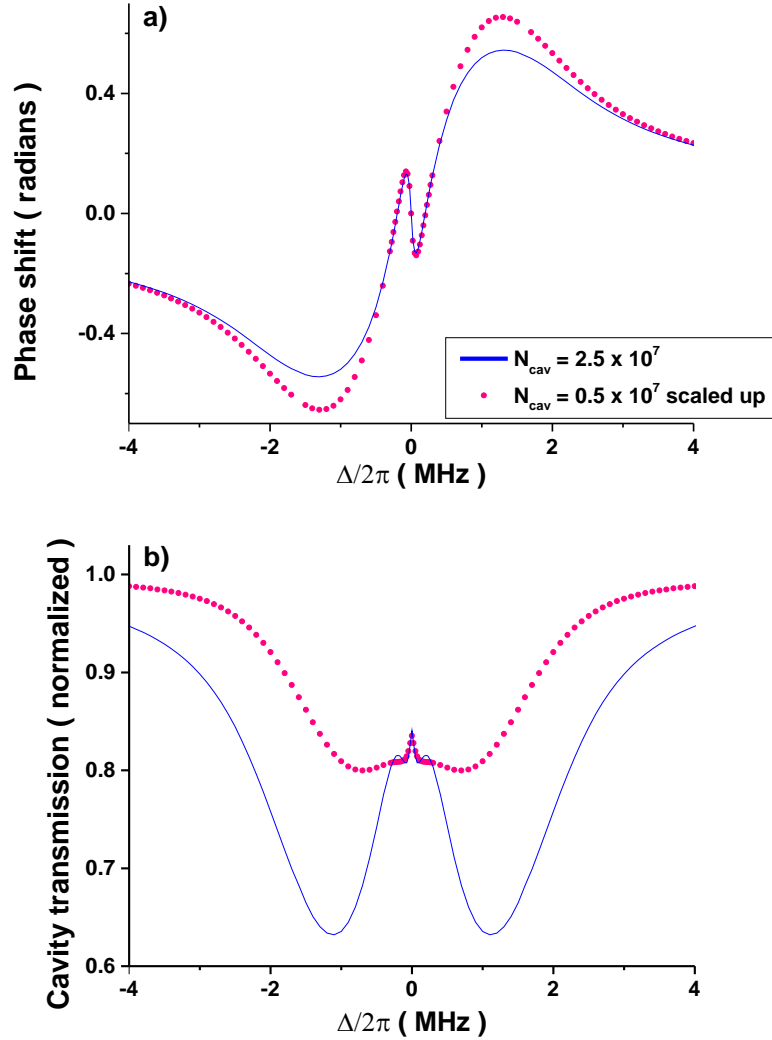 a)
0.4
0.0
-0.4
Phase shift ( radians )
N_cav = 2.5 x 10^7
N_cav = 0.5 x 10^7 scaled up
-4 -2 0 2 4
Δ/2π ( MHz )
b)
1.0
0.9
0.8
0.7
0.6
Cavity transmission ( normalized )
-4 -2 0 2 4
Δ/2π ( MHz )